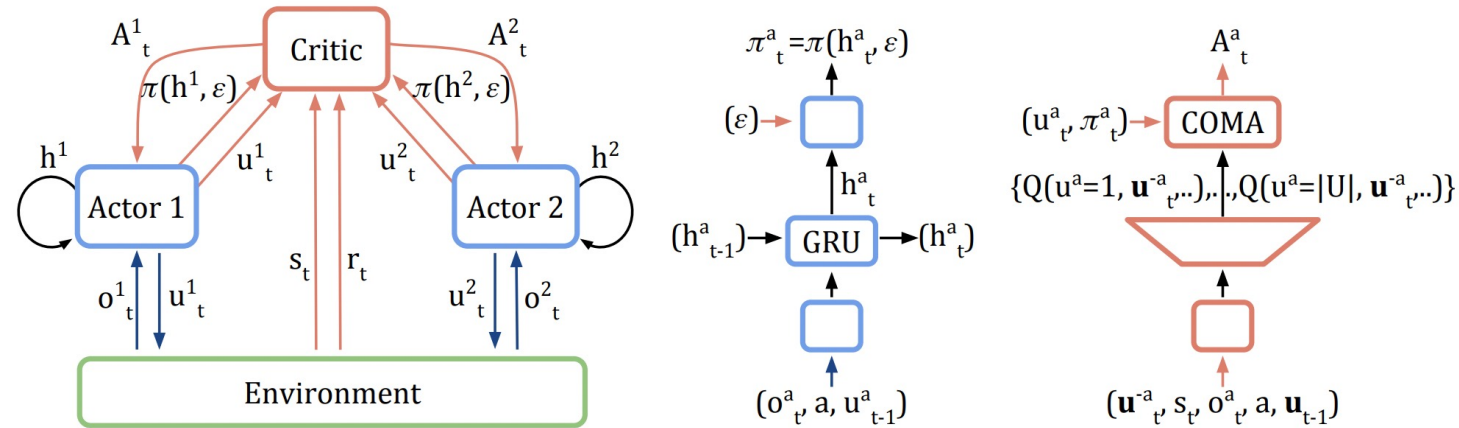 A¹ₜ
A²ₜ
Critic
π(h¹, ε)
π(h², ε)
u¹ₜ
u²ₜ
h¹
h²
Actor 1
Actor 2
sₜ
rₜ
o¹ₜ
u¹ₜ
u²ₜ
o²ₜ
Environment
πᵃₜ=π(hᵃₜ, ε)
(ε)
hᵃₜ
(hᵃₜ₋₁)
GRU
(hᵃₜ)
(oᵃₜ, a, uᵃₜ₋₁)
Aᵃₜ
(uᵃₜ, πᵃₜ)
COMA
{Q(uᵃ=1, u⁻ᵃₜ,..),...,Q(uᵃ=|U|, u⁻ᵃₜ,..)}
(u⁻ᵃₜ, sₜ, oᵃₜ, a, uₜ₋₁)